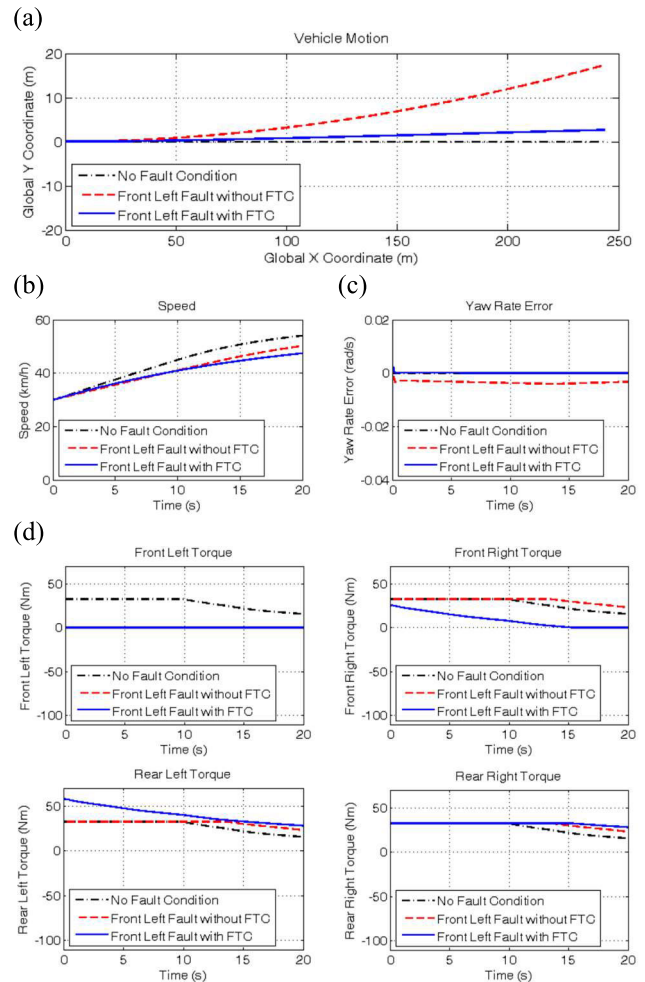 (a)
Vehicle Motion
Global Y Coordinate (m)
20
10
0
-10
-20
No Fault Condition
Front Left Fault without FTC
Front Left Fault with FTC
0 50 100 150 200 250
Global X Coordinate (m)
(b)
Speed
Speed (km/h)
60
40
20
0
No Fault Condition
Front Left Fault without FTC
Front Left Fault with FTC
0 5 10 15 20
Time (s)
(c)
Yaw Rate Error
Yaw Rate Error (rad/s)
0.02
0
-0.02
-0.04
No Fault Condition
Front Left Fault without FTC
Front Left Fault with FTC
0 5 10 15 20
Time (s)
(d)
Front Left Torque
Front Left Torque (Nm)
50
0
-50
-100
No Fault Condition
Front Left Fault without FTC
Front Left Fault with FTC
0 5 10 15 20
Time (s)
Front Right Torque
Front Right Torque (Nm)
50
0
-50
-100
No Fault Condition
Front Left Fault without FTC
Front Left Fault with FTC
0 5 10 15 20
Time (s)
Rear Left Torque
Rear Left Torque (Nm)
50
0
-50
-100
No Fault Condition
Front Left Fault without FTC
Front Left Fault with FTC
0 5 10 15 20
Time (s)
Rear Right Torque
Rear Right Torque (Nm)
50
0
-50
-100
No Fault Condition
Front Left Fault without FTC
Front Left Fault with FTC
0 5 10 15 20
Time (s)